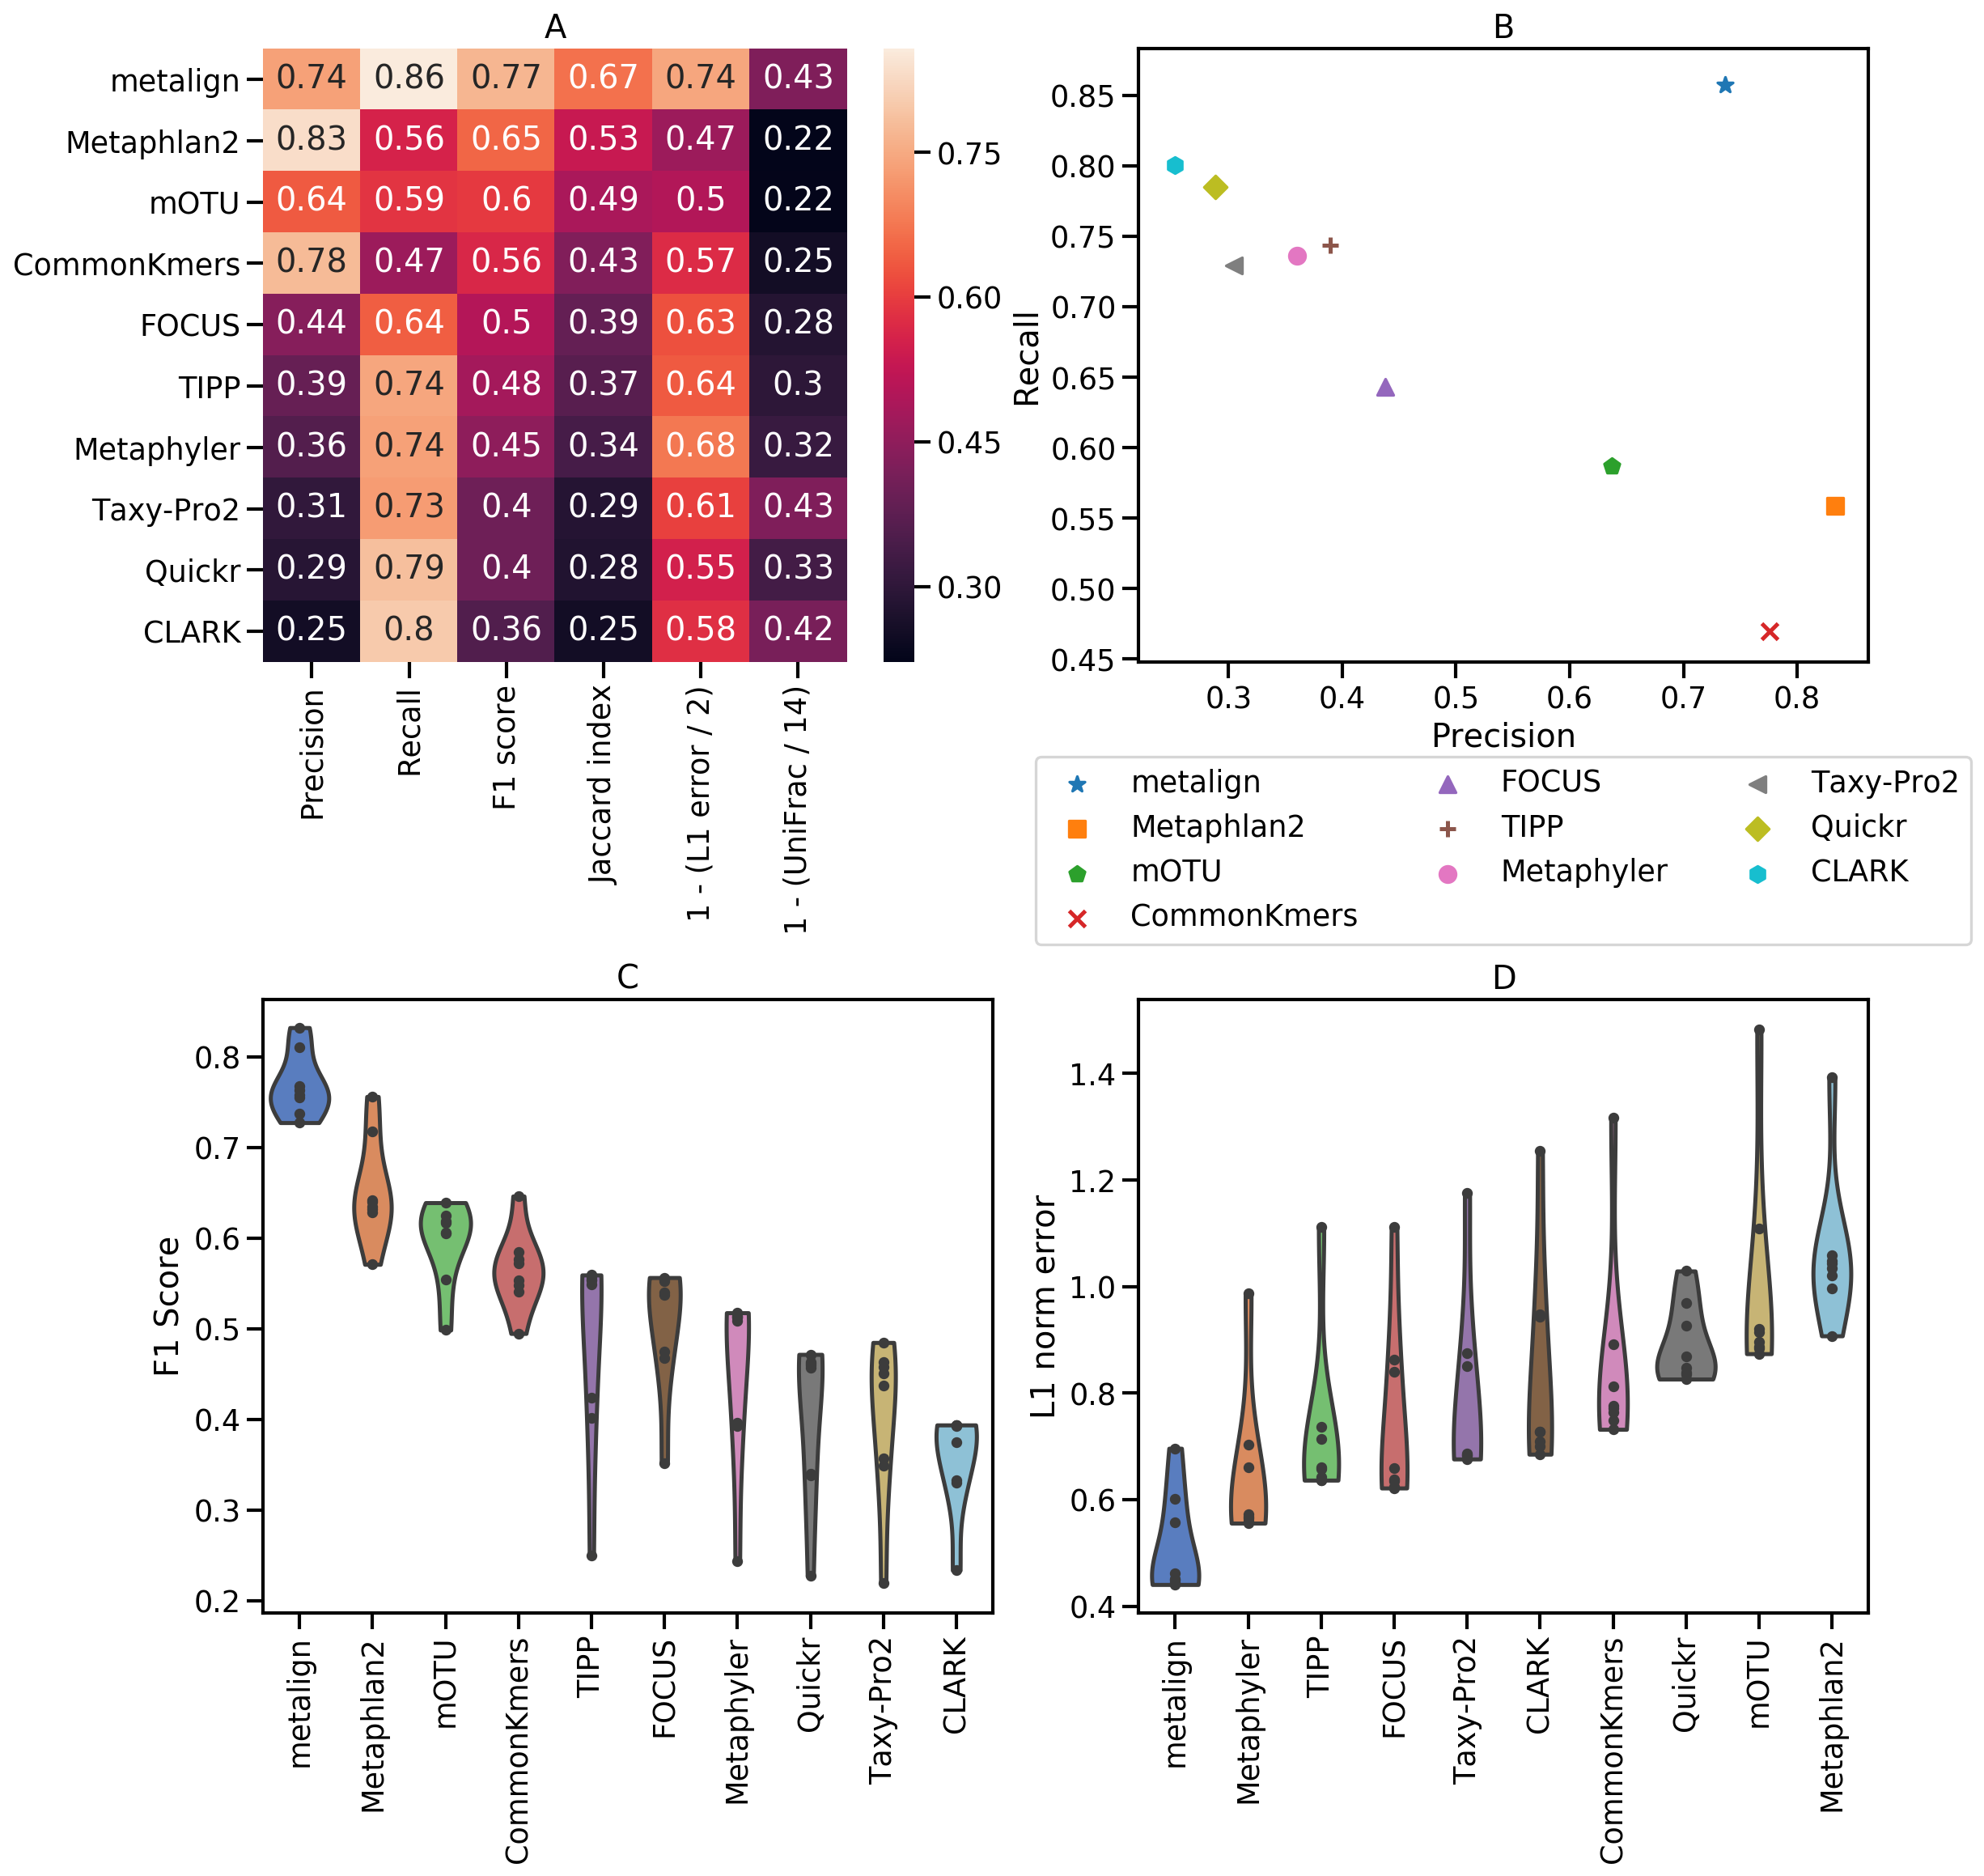 A
metalign 0.74 0.86 0.77 0.67 0.74 0.43
Metaphlan2 0.83 0.56 0.65 0.53 0.47 0.22
mOTU 0.64 0.59 0.6 0.49 0.5 0.22
CommonKmers 0.78 0.47 0.56 0.43 0.57 0.25
FOCUS 0.44 0.64 0.5 0.39 0.63 0.28
TIPP 0.39 0.74 0.48 0.37 0.64 0.3
Metaphyler 0.36 0.74 0.45 0.34 0.68 0.32
Taxy-Pro2 0.31 0.73 0.4 0.29 0.61 0.43
Quickr 0.29 0.79 0.4 0.28 0.55 0.33
CLARK 0.25 0.8 0.36 0.25 0.58 0.42
Precision
Recall
F1 score
Jaccard index
1 - (L1 error / 2)
1 - (UniFrac / 14)
0.75
0.60
0.45
0.30
B
Recall
0.85
0.80
0.75
0.70
0.65
0.60
0.55
0.50
0.45
0.3 0.4 0.5 0.6 0.7 0.8
Precision
metalign FOCUS Taxy-Pro2
Metaphlan2 TIPP Quickr
mOTU Metaphyler CLARK
CommonKmers
C
F1 Score
0.8
0.7
0.6
0.5
0.4
0.3
0.2
metalign
Metaphlan2
mOTU
CommonKmers
TIPP
FOCUS
Metaphyler
Quickr
Taxy-Pro2
CLARK
D
L1 norm error
1.4
1.2
1.0
0.8
0.6
0.4
metalign
Metaphyler
TIPP
FOCUS
Taxy-Pro2
CLARK
CommonKmers
Quickr
mOTU
Metaphlan2